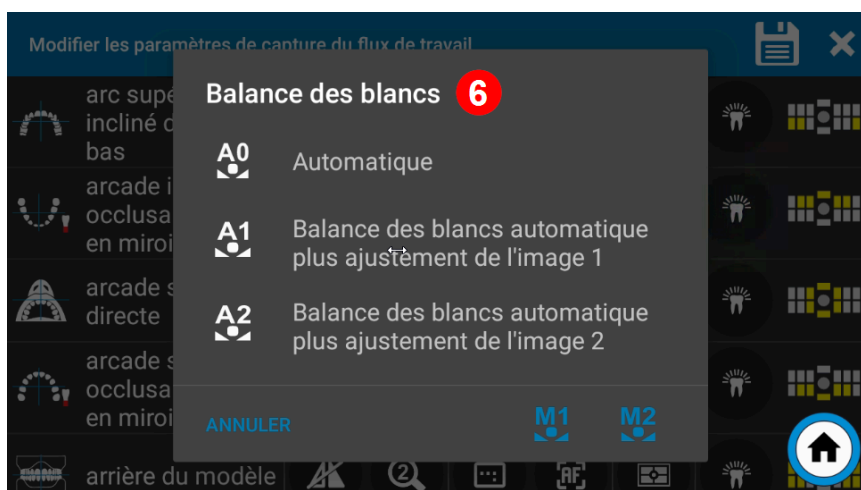 Modifier les paramètres de capture du flux de travail
Balance des blancs 6
arc supé
incliné d
bas
A0 Automatique
arcade i
occlusa
en miroi
A1 Balance des blancs automatique
plus ajustement de l'image 1
arcade s
directe
A2 Balance des blancs automatique
plus ajustement de l'image 2
arcade s
occlusa
en miroi
ANNULER M1 M2
arrière du modèle 2 AF